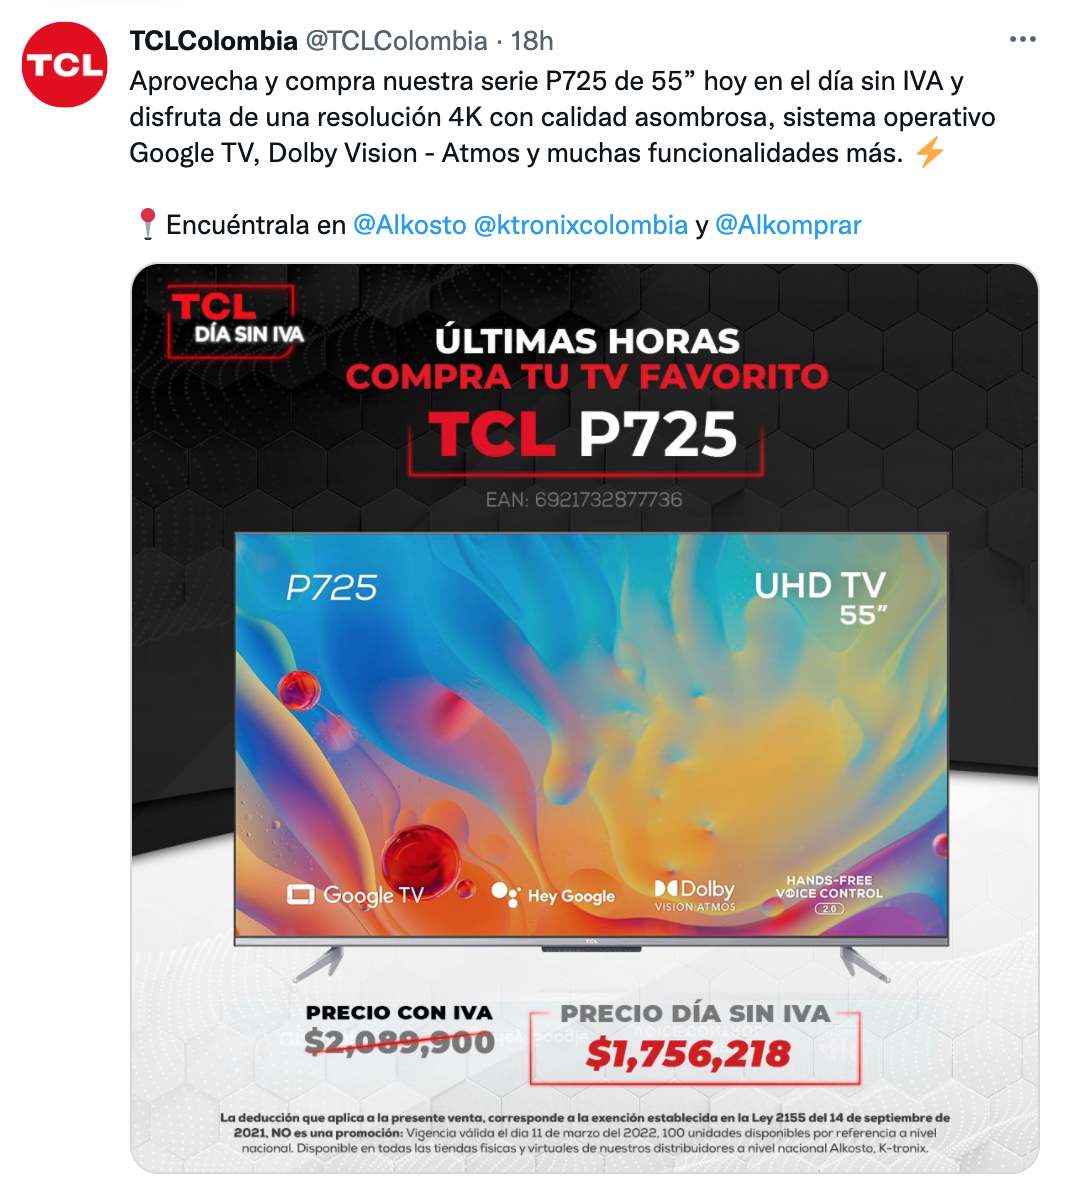 TCL
TCLColombia @TCLColombia · 18h
Aprovecha y compra nuestra serie P725 de 55” hoy en el día sin IVA y
disfruta de una resolución 4K con calidad asombrosa, sistema operativo
Google TV, Dolby Vision - Atmos y muchas funcionalidades más. ⚡
📍Encuéntrala en @Alkosto @ktronixcolombia y @Alkomprar
TCL
DÍA SIN IVA
ÚLTIMAS HORAS
COMPRA TU TV FAVORITO
TCL P725
EAN: 6921732877736
P725
UHD TV
55”
Google TV
Hey Google
Dolby
VISION·ATMOS
HANDS-FREE
VOICE CONTROL
2.0
TCL
PRECIO CON IVA
$2,089,900
PRECIO DÍA SIN IVA
$1,756,218
La deducción que aplica a la presente venta, corresponde a la exención establecida en la Ley 2155 del 14 de septiembre de
2021, NO es una promoción: Vigencia válida el dia 11 de marzo del 2022, 100 unidades disponibles por referencia a nivel
nacional. Disponible en todas las tiendas físicas y virtuales de nuestros distribuidores a nivel nacional Alkosto, K-tronix.